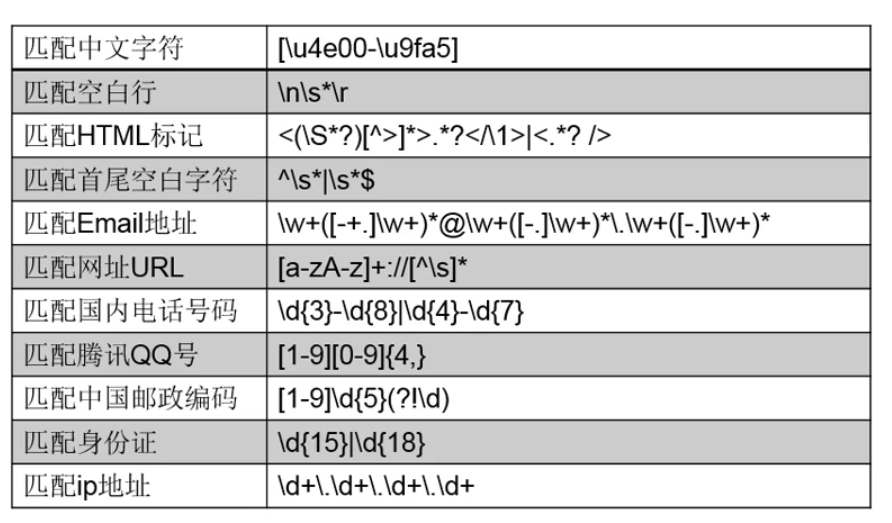 匹配中文字符 [\u4e00-\u9fa5]
匹配空白行 \n\s*\r
匹配HTML标记 <(\S*?)[^>]*>.*?</\1>|<.*? />
匹配首尾空白字符 ^\s*|\s*$
匹配Email地址 \w+([-+.]\w+)*@\w+([-.]\w+)*\.\w+([-.]\w+)*
匹配网址URL [a-zA-z]+://[^\s]*
匹配国内电话号码 \d{3}-\d{8}|\d{4}-\d{7}
匹配腾讯QQ号 [1-9][0-9]{4,}
匹配中国邮政编码 [1-9]\d{5}(?!\d)
匹配身份证 \d{15}|\d{18}
匹配ip地址 \d+\.\d+\.\d+\.\d+